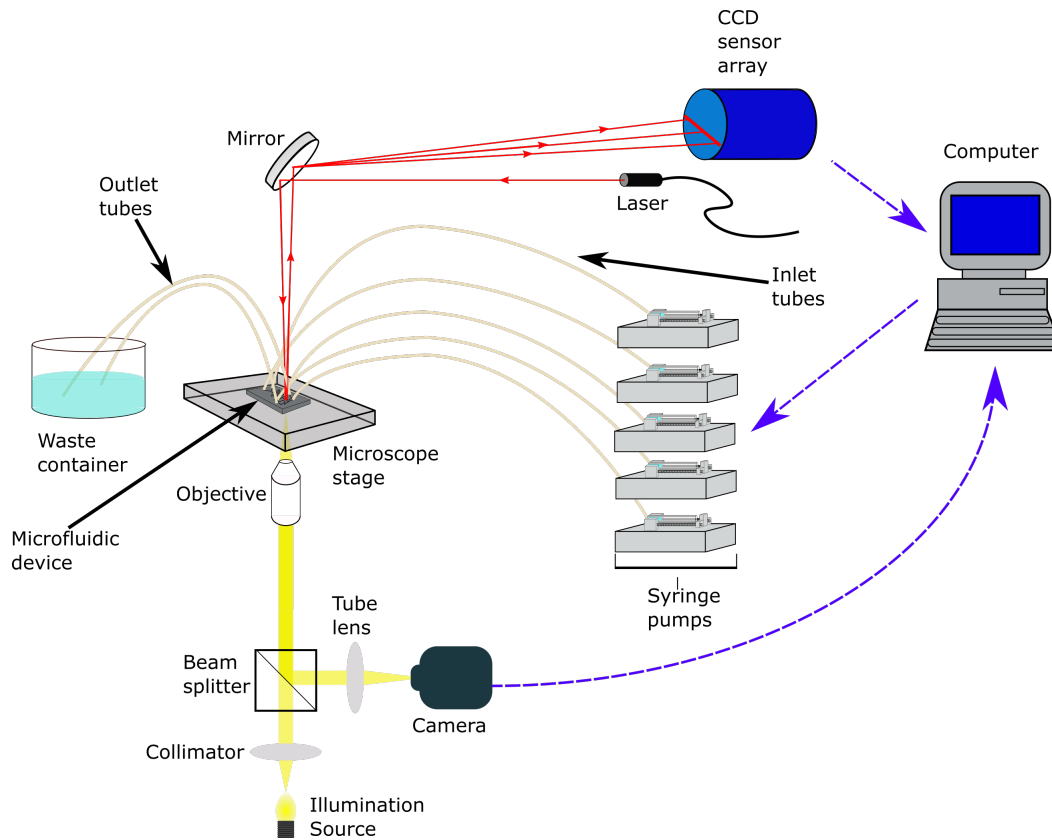 CCD
sensor
array
Mirror
Computer
Outlet
tubes
Laser
Inlet
tubes
Waste
container
Microscope
stage
Objective
Microfluidic
device
Syringe
pumps
Tube
lens
Beam
splitter
Camera
Collimator
Illumination
Source